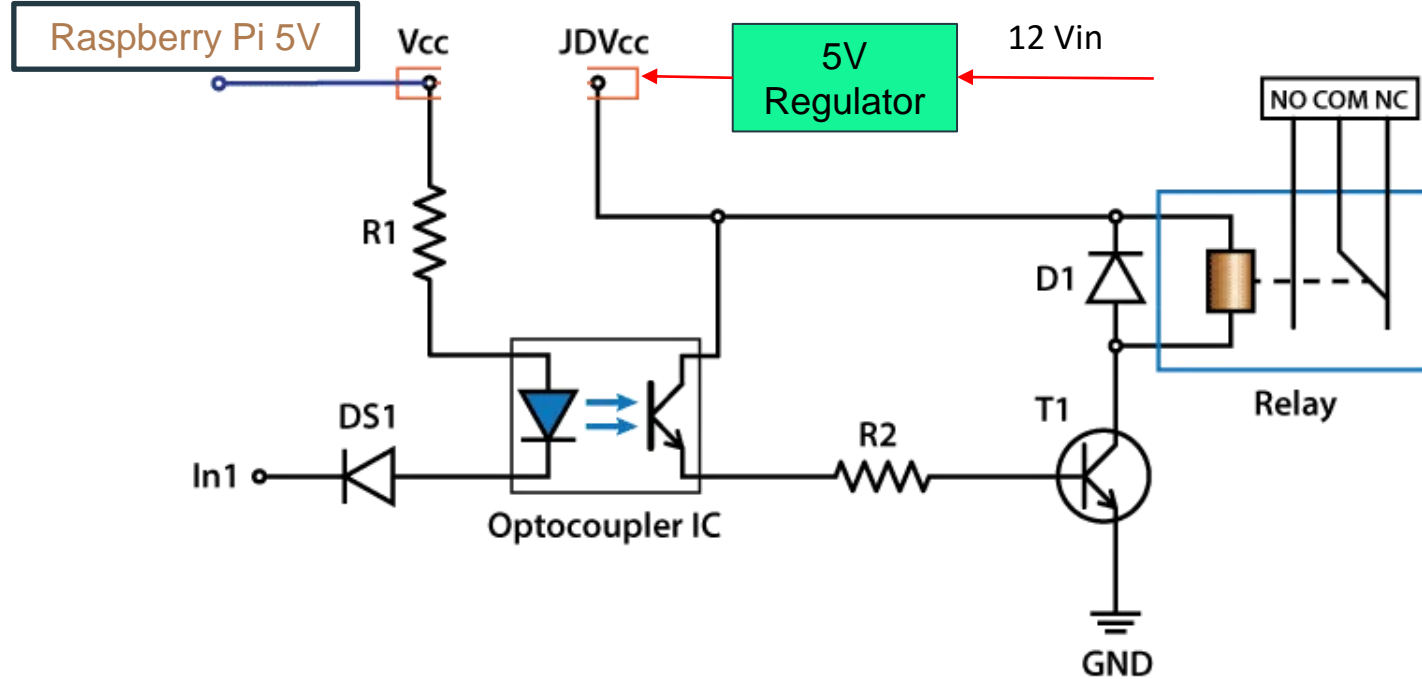 Raspberry Pi 5V
Vcc
JDVcc
5V
Regulator
12 Vin
NO COM NC
R1
D1
DS1
T1
Relay
R2
In1
Optocoupler IC
GND